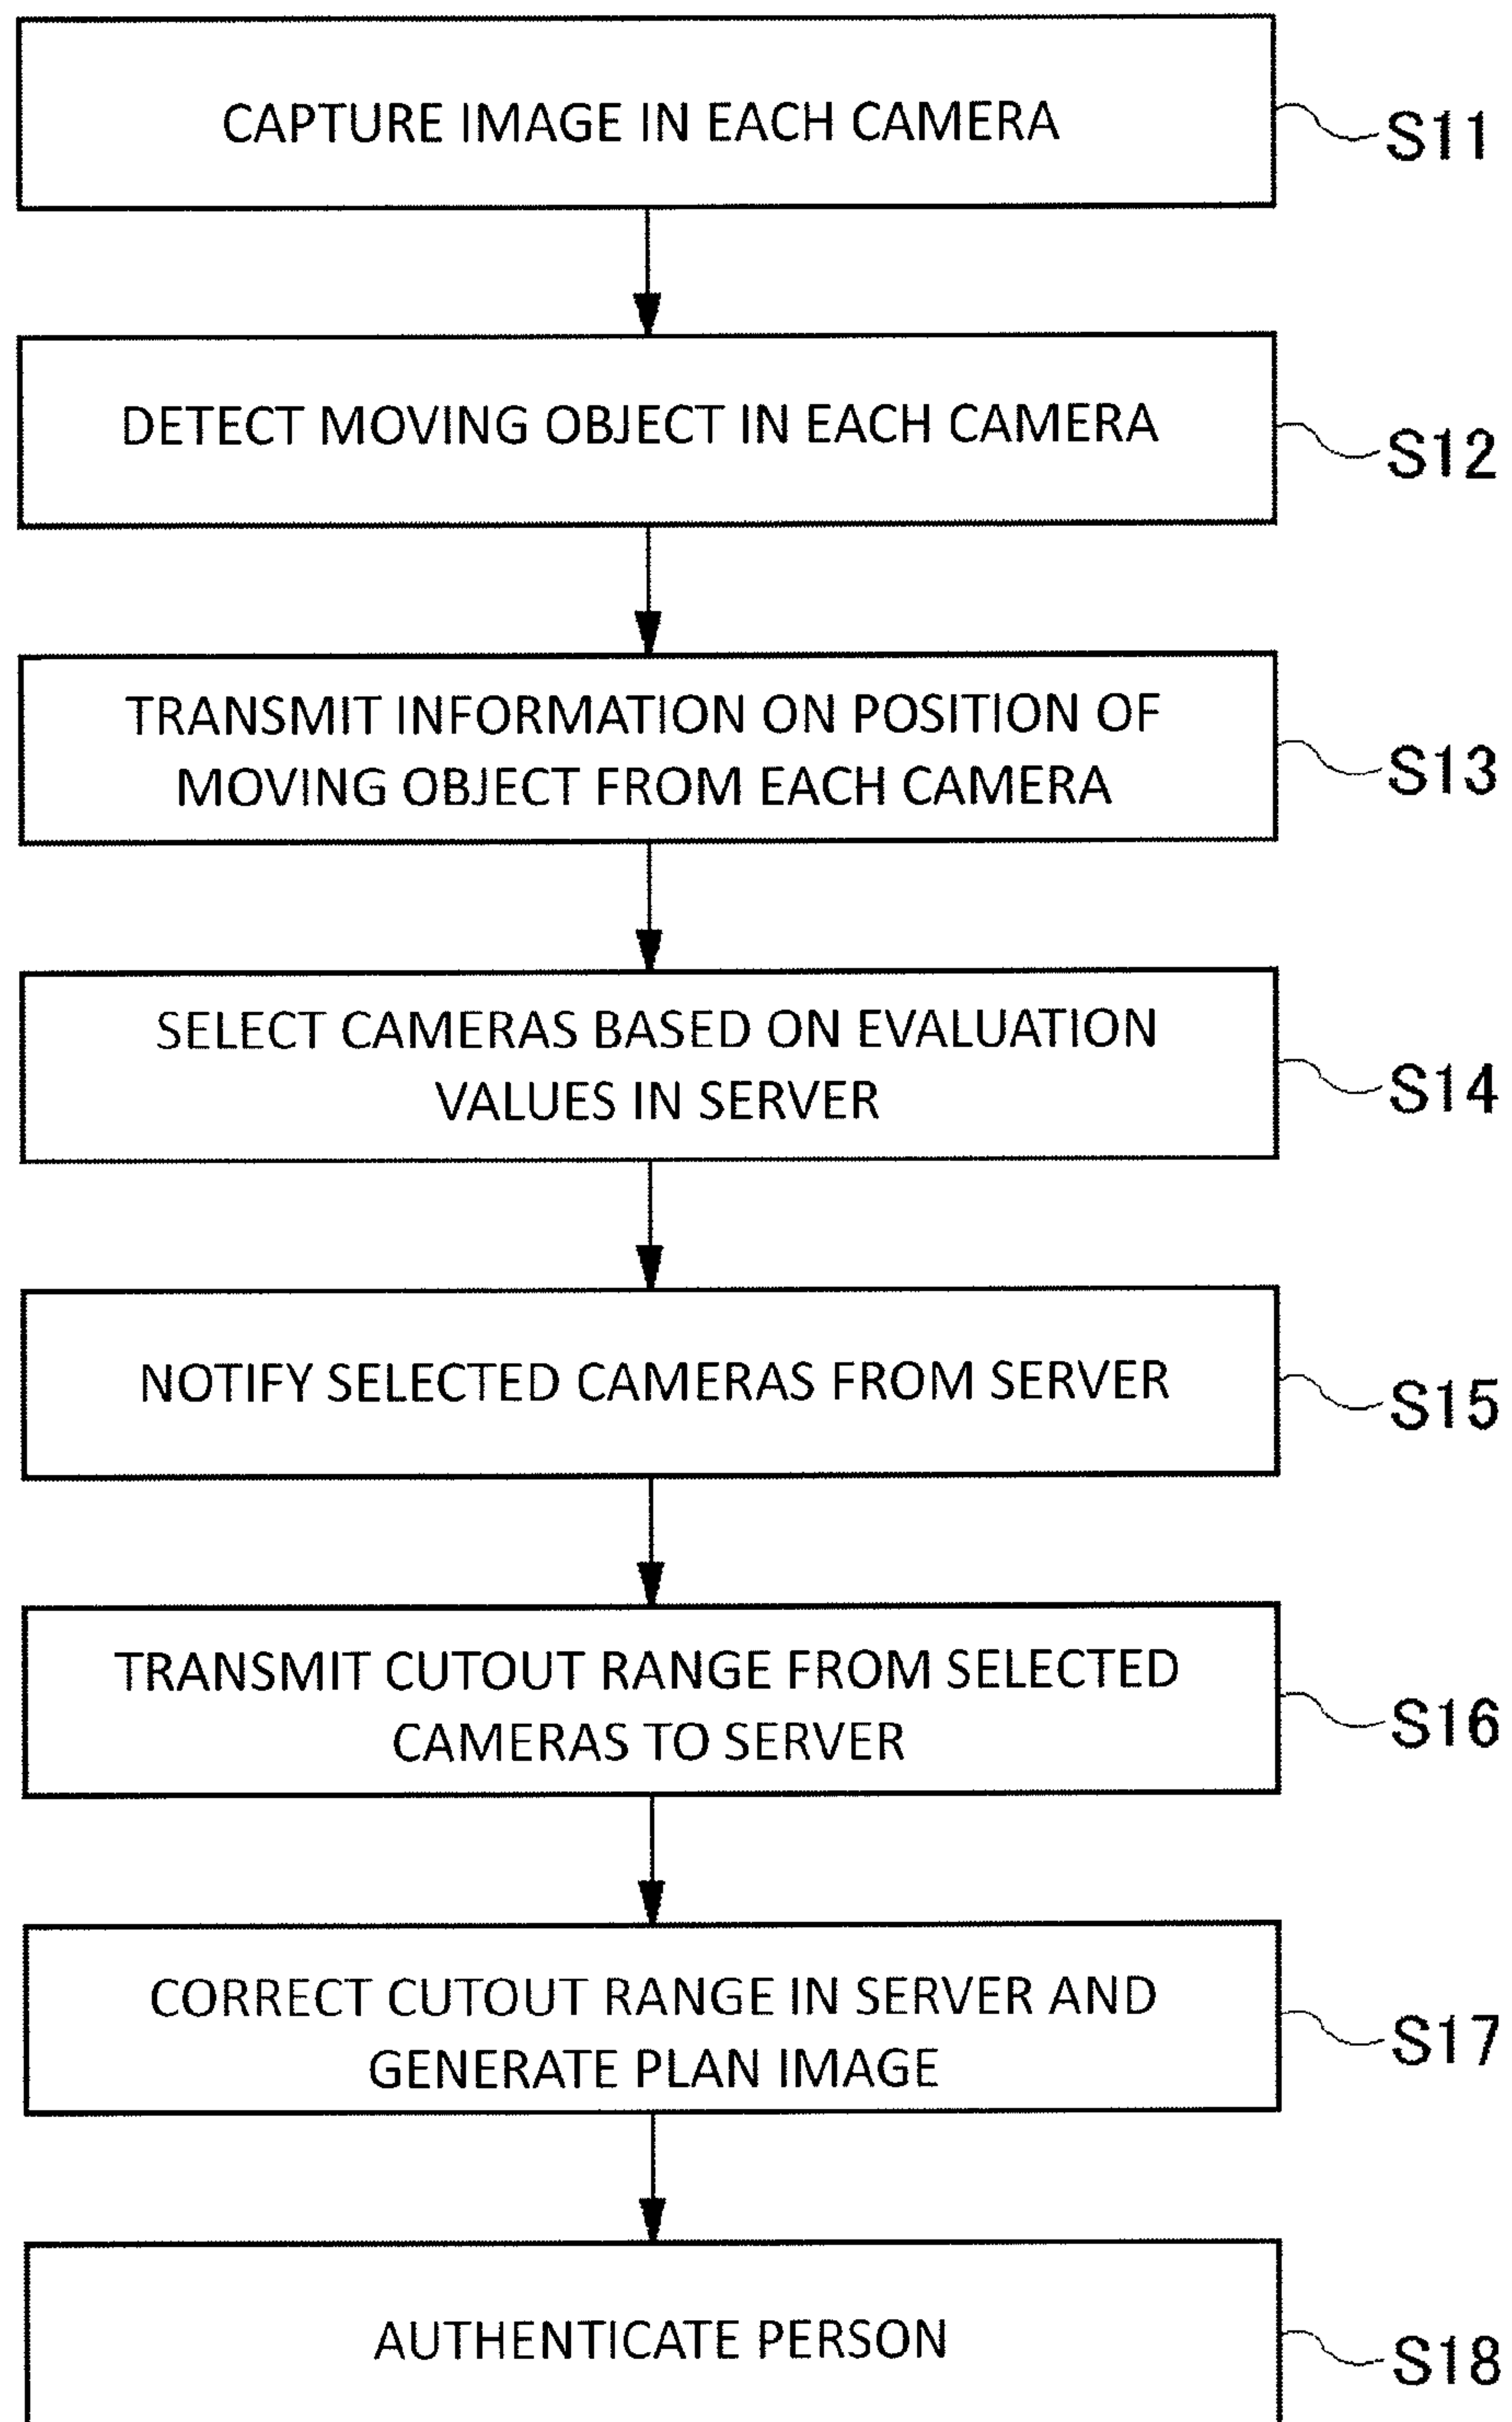 CAPTURE IMAGE IN EACH CAMERA
S11
DETECT MOVING OBJECT IN EACH CAMERA
S12
TRANSMIT INFORMATION ON POSITION OF
MOVING OBJECT FROM EACH CAMERA
S13
SELECT CAMERAS BASED ON EVALUATION
VALUES IN SERVER
S14
NOTIFY SELECTED CAMERAS FROM SERVER
S15
TRANSMIT CUTOUT RANGE FROM SELECTED
CAMERAS TO SERVER
S16
CORRECT CUTOUT RANGE IN SERVER AND
GENERATE PLAN IMAGE
S17
AUTHENTICATE PERSON
S18